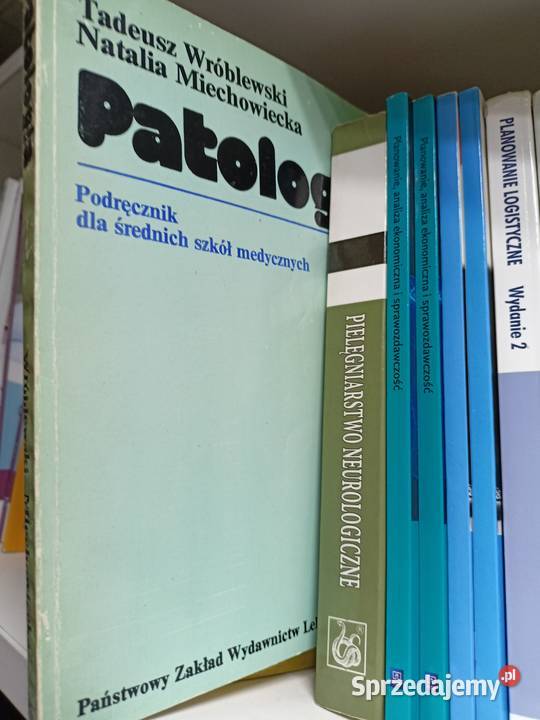 Tadeusz Wróblewski
Natalia Miechowiecka
Patolog
Podręcznik
dla średnich szkół medycznych
Państwowy Zakład Wydawnictw Le
PIELĘGNIARSTWO NEUROLOGICZNE
Planowanie, analiza ekonomiczna i sprawozdawczość
Planowanie, analiza ekonomiczna i sprawozdawczość
PLANOWANIE LOGISTYCZNE Wydanie 2
Sprzedajemy.pl